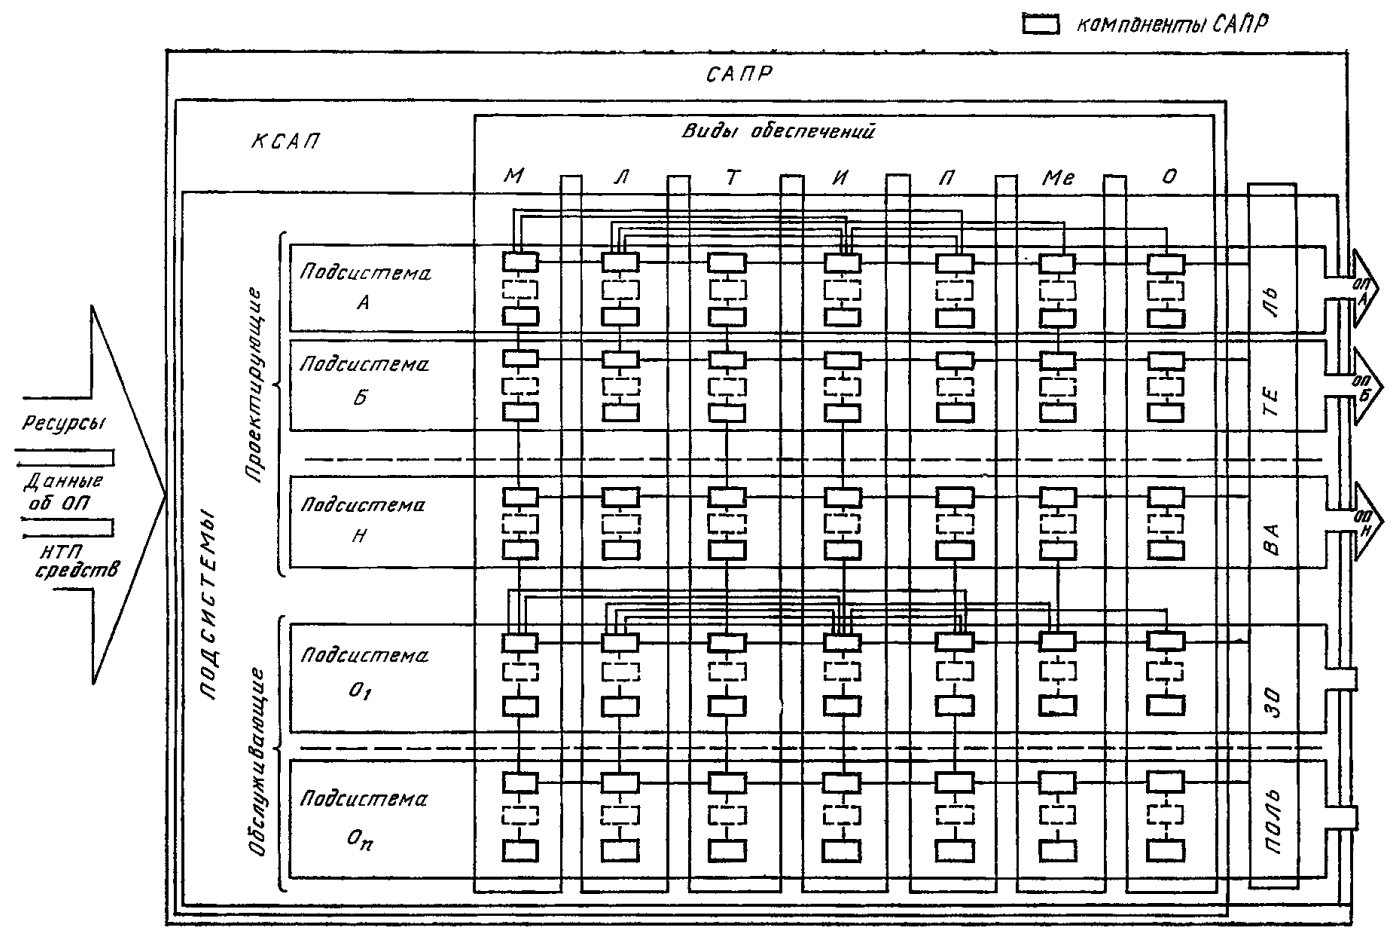 компоненты САПР
САПР
КСАП
Виды обеспечений
М Л Т И П Ме О
ПОДСИСТЕМЫ
Проектирующие
Подсистема
А
Подсистема
Б
Подсистема
Н
Обслуживающие
Подсистема
О1
Подсистема
Оп
Ресурсы
Данные
об ОП
НТП
средств
ПОЛЬ ЗО ВА ТЕ ЛЬ
ОП
А
ОП
Б
ОП
Н